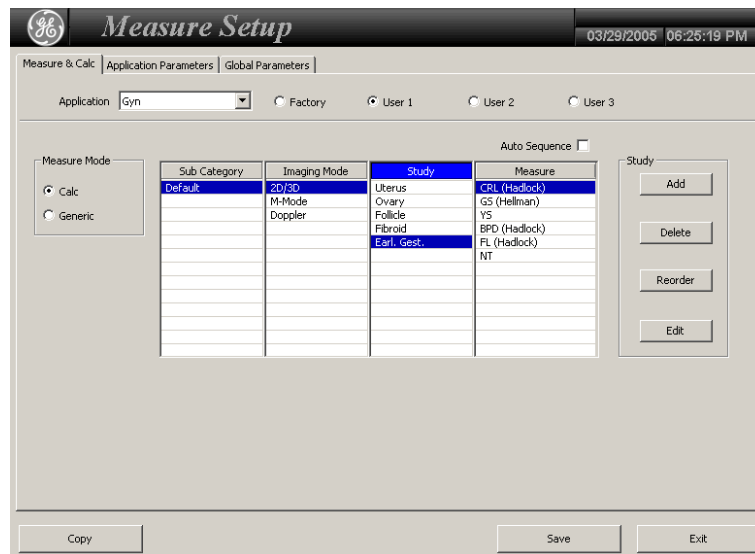 GE
Measure Setup
03/29/2005 06:25:19 PM
Measure & Calc Application Parameters Global Parameters
Application Gyn Factory User 1 User 2 User 3
Auto Sequence
Measure Mode
Calc
Generic
Sub Category Imaging Mode Study Measure
Default 2D/3D Uterus CRL (Hadlock)
M-Mode Ovary GS (Hellman)
Doppler Follicle YS
Fibroid BPD (Hadlock)
Earl. Gest. FL (Hadlock)
NT
Study
Add
Delete
Reorder
Edit
Copy Save Exit